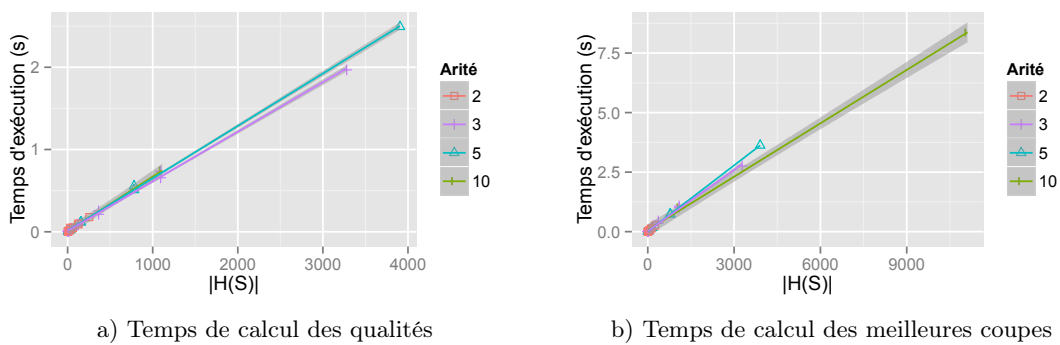 Temps d'exécution (s)
2
1
0
0 1000 2000 3000 4000
|H(S)|
Arité
2
3
5
10
a) Temps de calcul des qualités
Temps d'exécution (s)
7.5
5.0
2.5
0.0
0 3000 6000 9000
|H(S)|
Arité
2
3
5
10
b) Temps de calcul des meilleures coupes